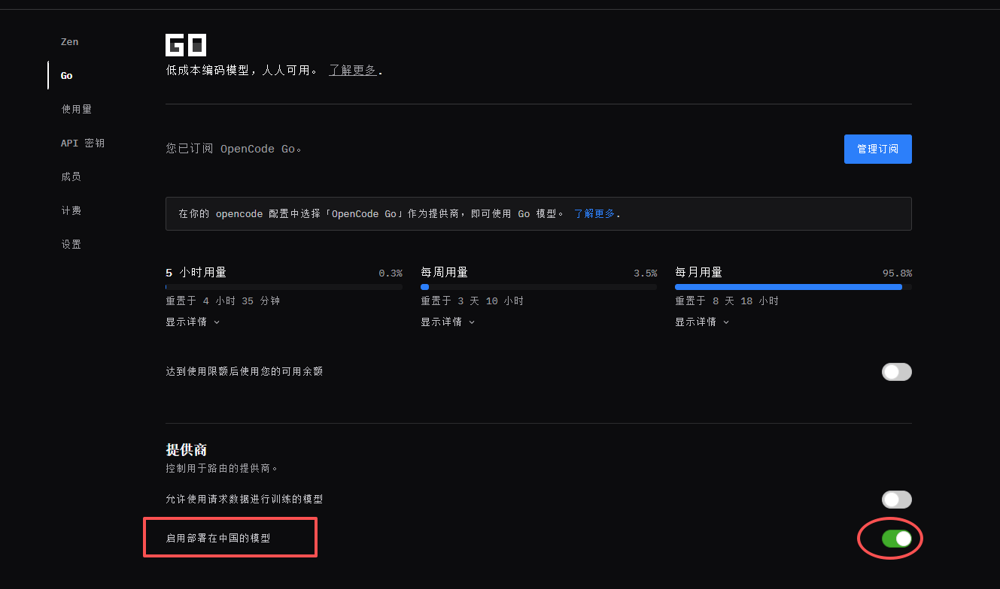 Zen
Go
使用量
API 密钥
成员
计费
设置
GO
低成本编码模型，人人可用。 了解更多.
您已订阅 OpenCode Go。
管理订阅
在你的 opencode 配置中选择「OpenCode Go」作为提供商，即可使用 Go 模型。 了解更多.
5 小时用量 0.3%
重置于 4 小时 35 分钟
显示详情
每周用量 3.5%
重置于 3 天 10 小时
显示详情
每月用量 95.8%
重置于 8 天 18 小时
显示详情
达到使用限额后使用您的可用余额
提供商
控制用于路由的提供商。
允许使用请求数据进行训练的模型
启用部署在中国的模型